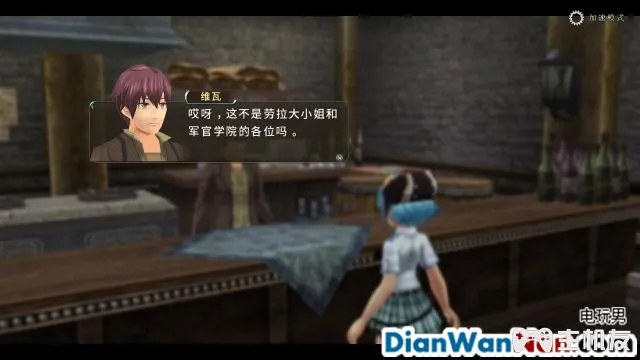 加速模式
维瓦
哎呀，这不是劳拉大小姐和
军官学院的各位吗。
电玩男